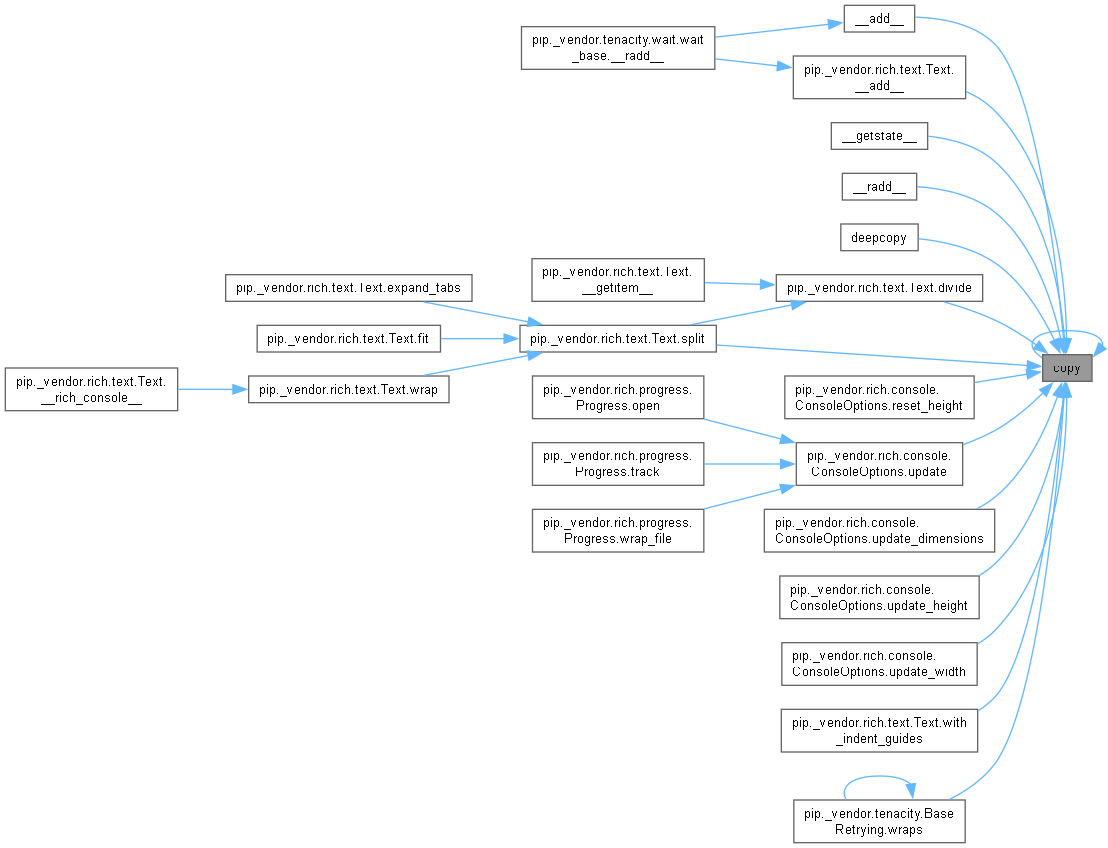 __add__
pip._vendor.tenacity.wait.wait
_base.__radd__
pip._vendor.rich.text.Text.
__add__
__getstate__
__radd__
deepcopy
pip._vendor.rich.text.Text.
__getitem__
pip._vendor.rich.text.Text.expand_tabs
pip._vendor.rich.text.Text.divide
pip._vendor.rich.text.Text.fit
pip._vendor.rich.text.Text.split
copy
pip._vendor.rich.text.Text.
__rich_console__
pip._vendor.rich.text.Text.wrap
pip._vendor.rich.progress.
Progress.open
pip._vendor.rich.console.
ConsoleOptions.reset_height
pip._vendor.rich.progress.
Progress.track
pip._vendor.rich.console.
ConsoleOptions.update
pip._vendor.rich.progress.
Progress.wrap_file
pip._vendor.rich.console.
ConsoleOptions.update_dimensions
pip._vendor.rich.console.
ConsoleOptions.update_height
pip._vendor.rich.console.
ConsoleOptions.update_width
pip._vendor.rich.text.Text.with
_indent_guides
pip._vendor.tenacity.Base
Retrying.wraps